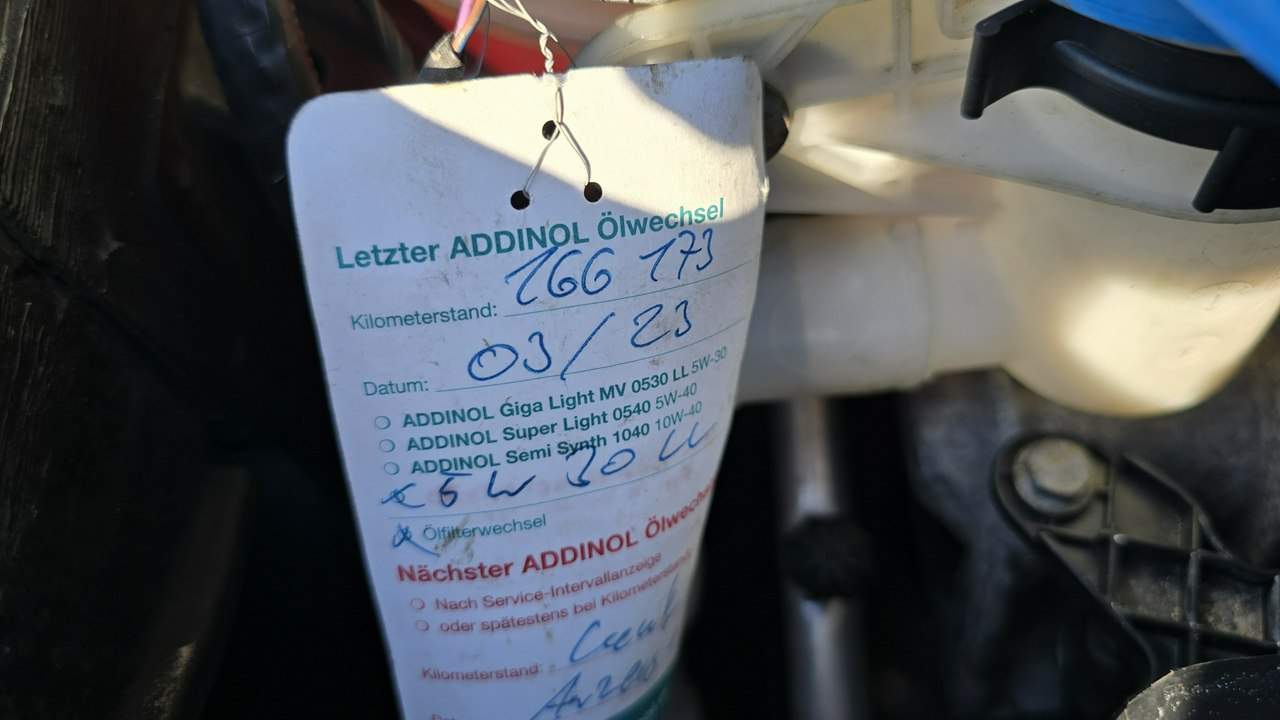 Letzter ADDINOL Ölwechsel
Kilometerstand: 166 173
Datum: 03/23
ADDINOL Giga Light MV 0530 LL 5W-30
ADDINOL Super Light 0540 5W-40
ADDINOL Semi Synth 1040 10W-40
x 5 W 30 LL
x Ölfilterwechsel
Nächster ADDINOL Ölwechsel
Nach Service-Intervallanzeige
oder spätestens bei Kilometerstand
Kilometerstand: